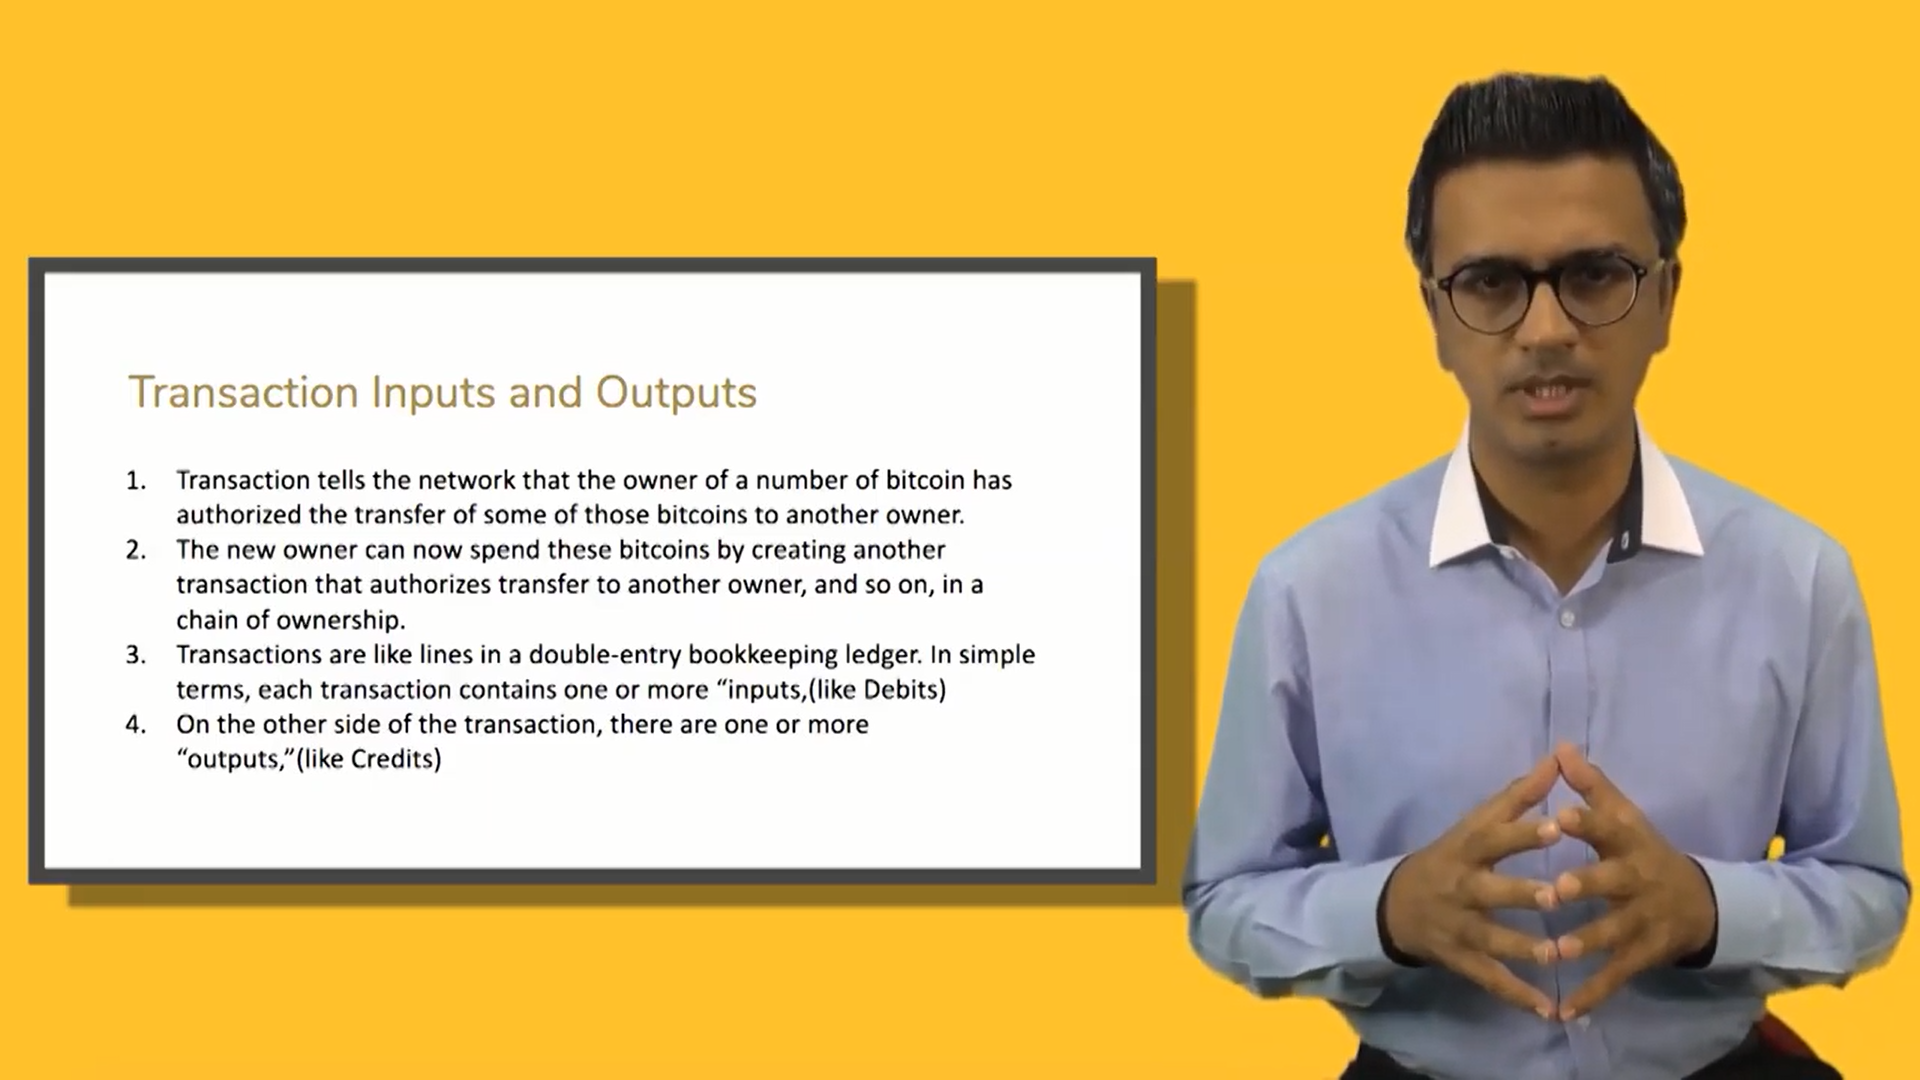 Transaction Inputs and Outputs
1. Transaction tells the network that the owner of a number of bitcoin has
authorized the transfer of some of those bitcoins to another owner.
2. The new owner can now spend these bitcoins by creating another
transaction that authorizes transfer to another owner, and so on, in a
chain of ownership.
3. Transactions are like lines in a double-entry bookkeeping ledger. In simple
terms, each transaction contains one or more “inputs,(like Debits)
4. On the other side of the transaction, there are one or more
“outputs,”(like Credits)